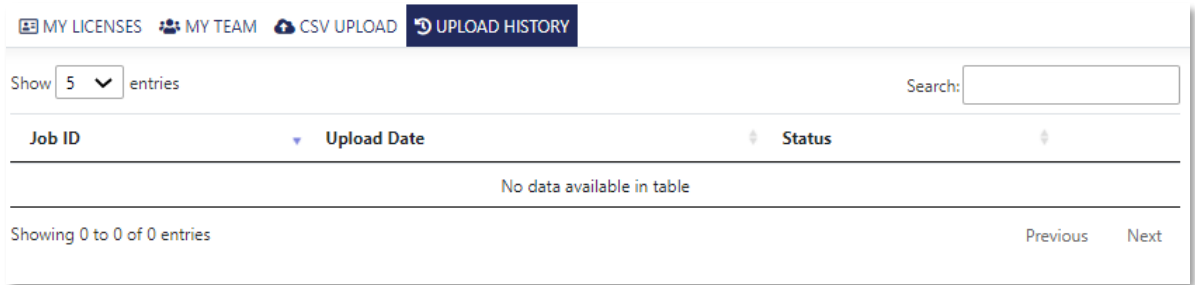 MY LICENSES MY TEAM CSV UPLOAD UPLOAD HISTORY
Show 5 entries Search:
Job ID Upload Date Status
No data available in table
Showing 0 to 0 of 0 entries Previous Next